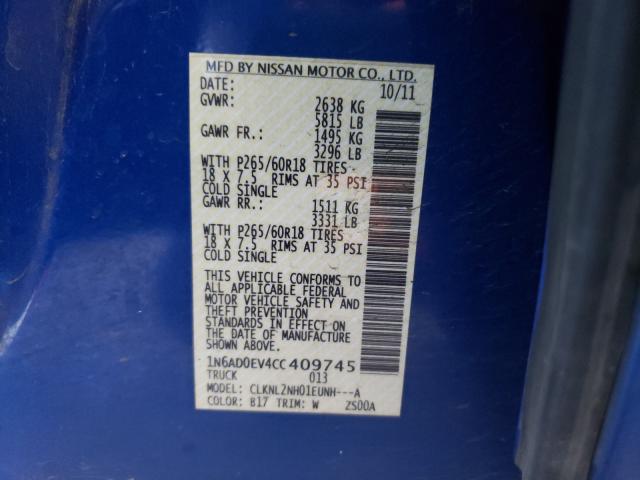 MFD BY NISSAN MOTOR CO., LTD.
DATE: 10/11
GVWR: 2638 KG
5815 LB
GAWR FR.: 1495 KG
3296 LB
WITH P265/60R18 TIRES
18 X 7.5 RIMS AT 35 PSI
COLD SINGLE
GAWR RR.: 1511 KG
3331 LB
WITH P265/60R18 TIRES
18 X 7.5 RIMS AT 35 PSI
COLD SINGLE
THIS VEHICLE CONFORMS TO
ALL APPLICABLE FEDERAL
MOTOR VEHICLE SAFETY AND
THEFT PREVENTION
STANDARDS IN EFFECT ON
THE DATE OF MANUFACTURE
SHOWN ABOVE.
1N6AD0EV4CC409745
TRUCK 013
MODEL: CLKNL2NH01EUNH---A
COLOR: B17 TRIM: W ZS00A